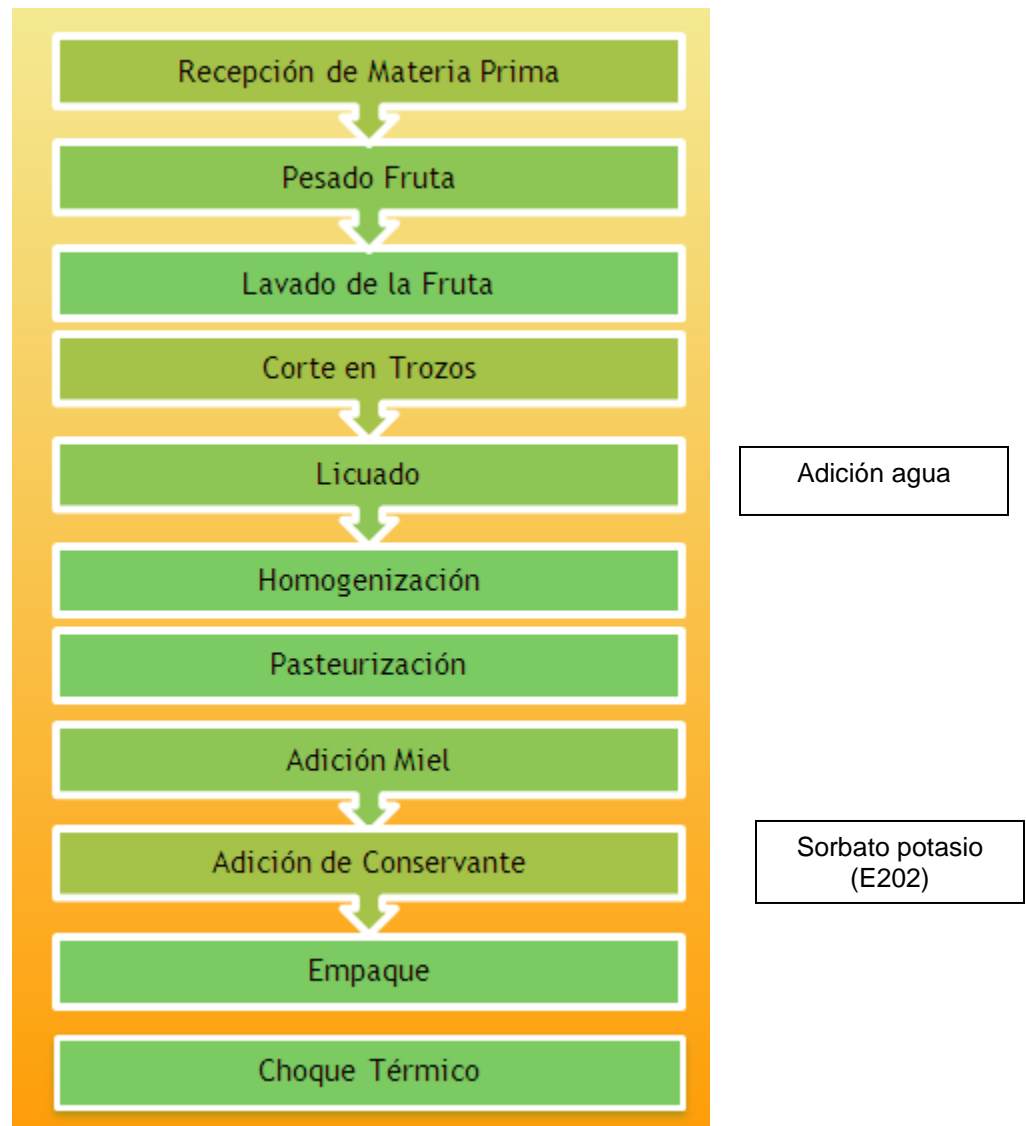 Recepción de Materia Prima
Pesado Fruta
Lavado de la Fruta
Corte en Trozos
Licuado
Adición agua
Homogenización
Pasteurización
Adición Miel
Adición de Conservante
Sorbato potasio
(E202)
Empaque
Choque Térmico